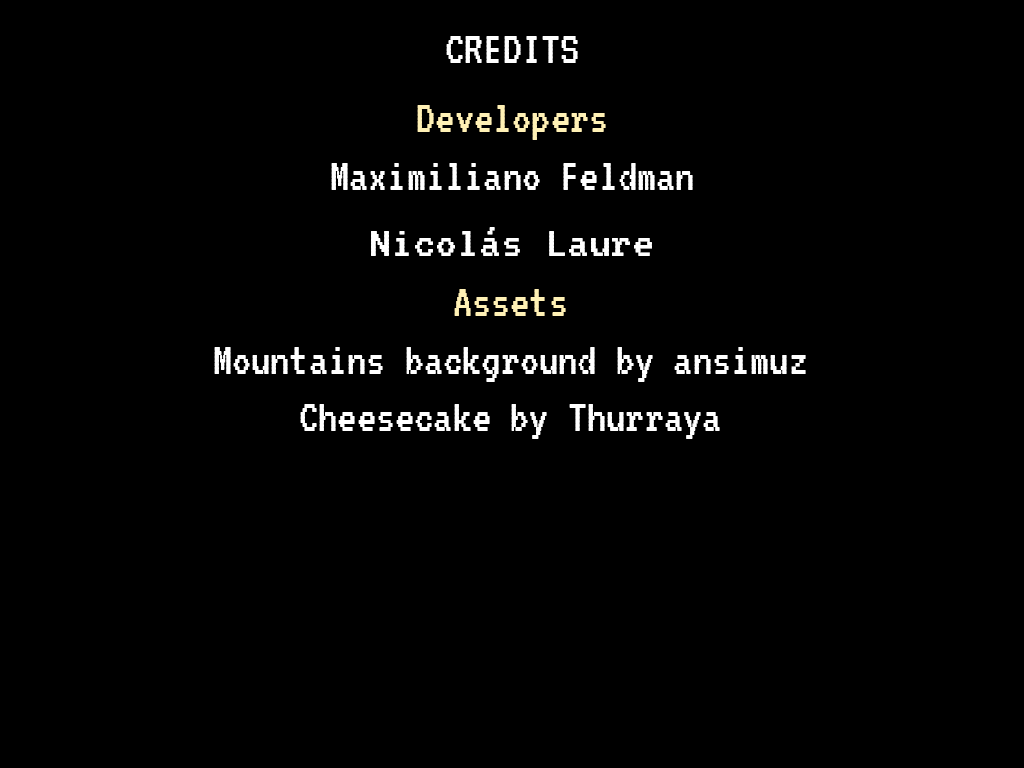 CREDITS
Developers
Maximiliano Feldman
Nicolás Laure
Assets
Mountains background by ansimuz
Cheesecake by Thurraya